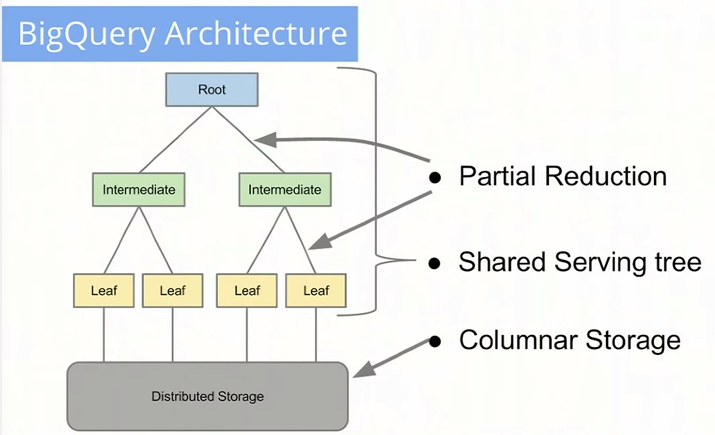 BigQuery Architecture
Root
Intermediate
Intermediate
Leaf
Leaf
Leaf
Leaf
Distributed Storage
● Partial Reduction
● Shared Serving tree
● Columnar Storage